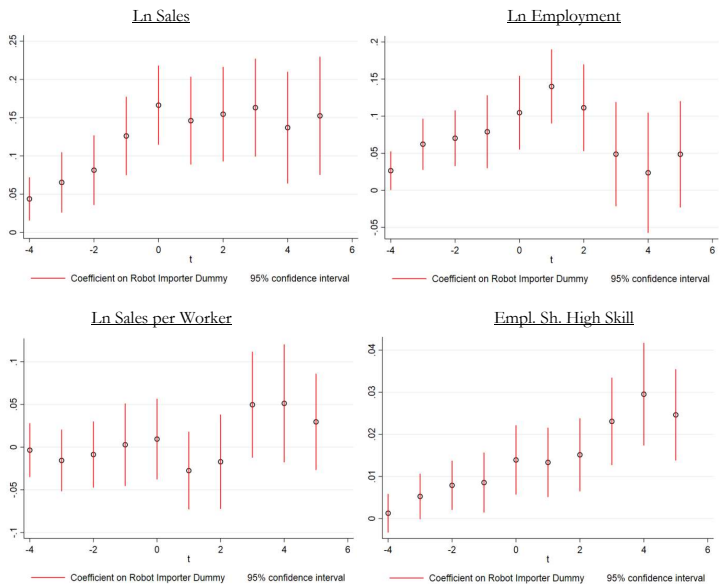 Ln Sales
.25
.2
.15
.1
.05
0
-4
-2
0
2
4
6
t
Coefficient on Robot Importer Dummy
95% confidence interval
Ln Employment
.2
.15
.1
.05
0
-.05
-4
-2
0
2
4
6
t
Coefficient on Robot Importer Dummy
95% confidence interval
Ln Sales per Worker
.1
.05
0
-.05
-.1
-4
-2
0
2
4
6
t
Coefficient on Robot Importer Dummy
95% confidence interval
Empl. Sh. High Skill
.04
.03
.02
.01
0
-4
-2
0
2
4
6
t
Coefficient on Robot Importer Dummy
95% confidence interval